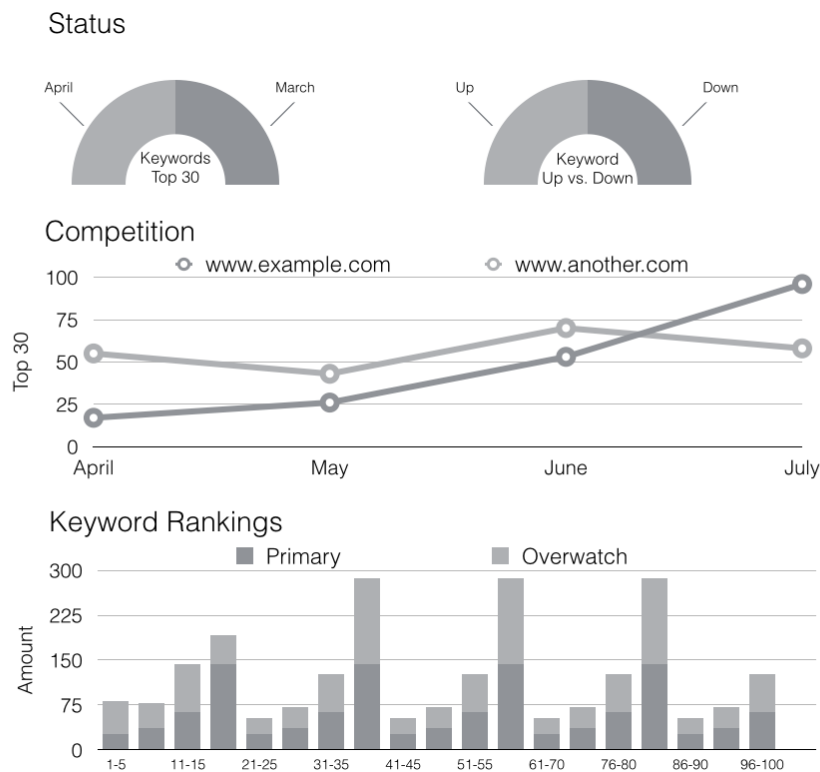 Status
April
March
Keywords
Top 30
Up
Down
Keyword
Up vs. Down
Competition
www.example.com
www.another.com
Top 30
100
75
50
25
0
April
May
June
July
Keyword Rankings
Primary
Overwatch
Amount
300
225
150
75
0
1-5
11-15
21-25
31-35
41-45
51-55
61-70
76-80
86-90
96-100